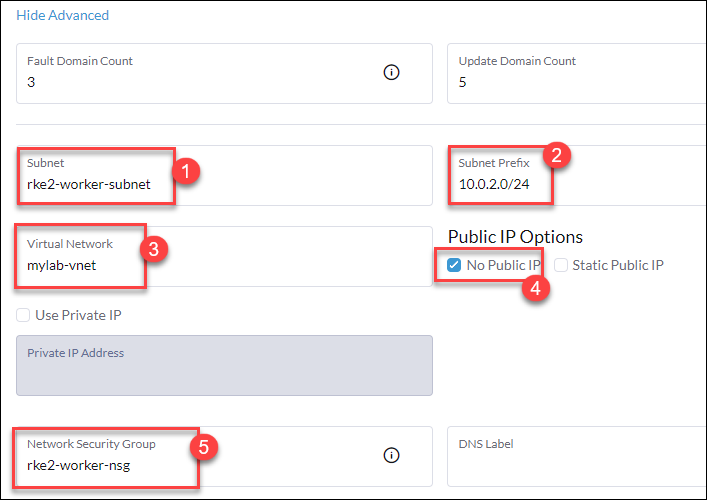 Hide Advanced
Fault Domain Count
3
Update Domain Count
5
Subnet
rke2-worker-subnet
1
Subnet Prefix
10.0.2.0/24
2
Virtual Network
mylab-vnet
3
Public IP Options
No Public IP
Static Public IP
4
Use Private IP
Private IP Address
Network Security Group
rke2-worker-nsg
5
DNS Label